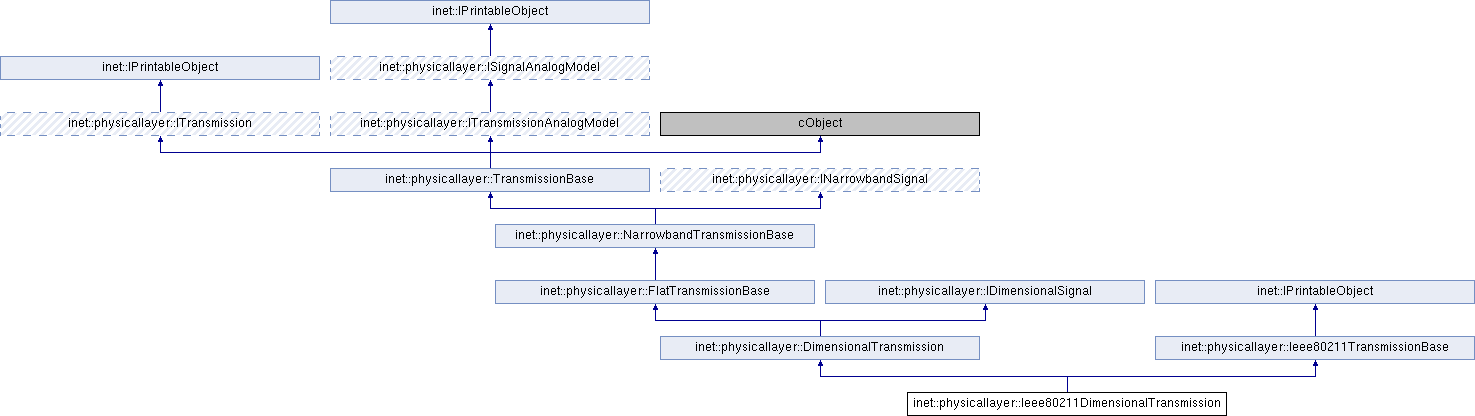 inet::IPrintableObject
inet::IPrintableObject
inet::physicallayer::ISignalAnalogModel
inet::physicallayer::ITransmission
inet::physicallayer::ITransmissionAnalogModel
cObject
inet::physicallayer::TransmissionBase
inet::physicallayer::INarrowbandSignal
inet::physicallayer::NarrowbandTransmissionBase
inet::physicallayer::FlatTransmissionBase
inet::physicallayer::IDimensionalSignal
inet::IPrintableObject
inet::physicallayer::DimensionalTransmission
inet::physicallayer::Ieee80211TransmissionBase
inet::physicallayer::Ieee80211DimensionalTransmission